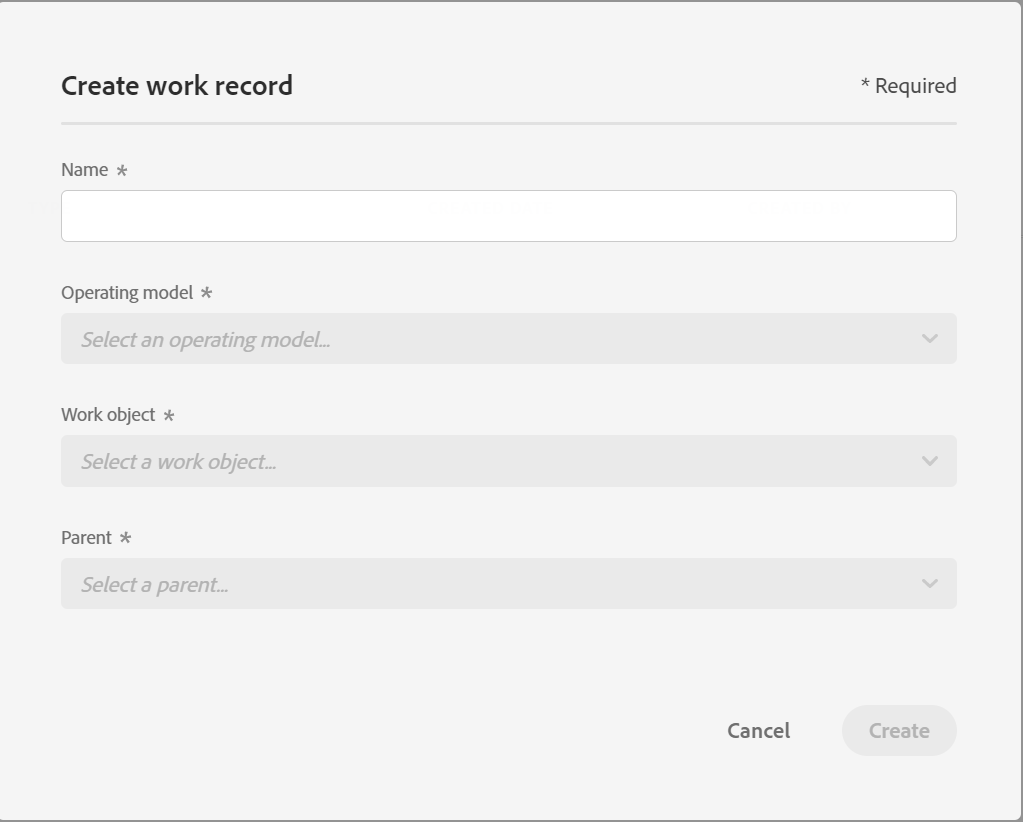 Create work record
* Required
Name *
Operating model *
Select an operating model...
Work object *
Select a work object...
Parent *
Select a parent...
Cancel
Create